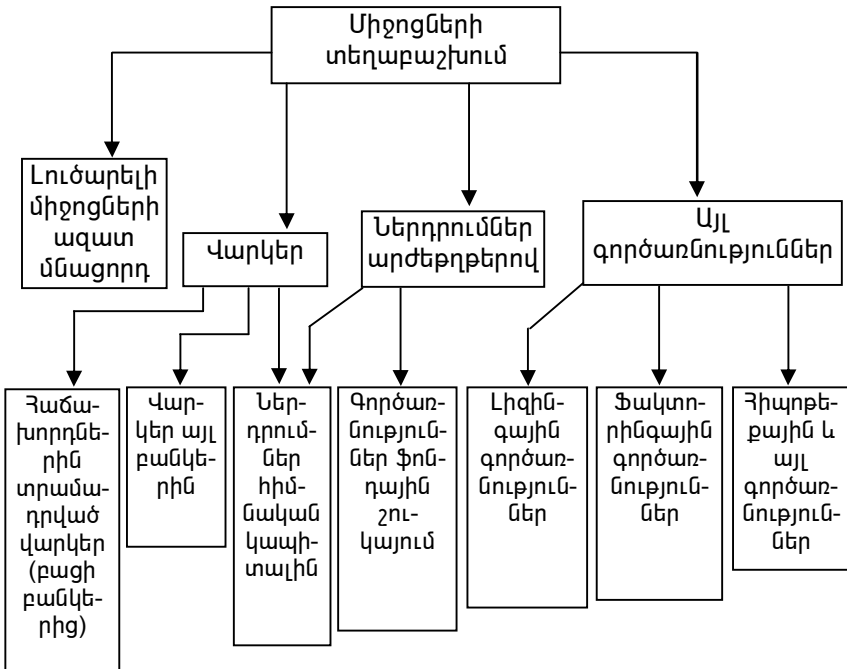 Միջոցների
տեղաբաշխում
Լուծարելի
միջոցների
ազատ
մնացորդ
Վարկեր
Ներդրումներ
արժեթղթերով
Այլ
գործառնություններ
Հաճա-
խորդնե-
րին
տրամա-
դրված
վարկեր
(բացի
բանկե-
րից)
Վար-
կեր այլ
բանկե-
րին
Ներ-
դրում-
ներ
հիմ-
նական
կապի-
տալին
Գործառ-
նություն-
ներ ֆոն-
դային
շու-
կայում
Լիզին-
գային
գործառ-
նություն-
ներ
Ֆակտո-
րինգային
գործառ-
նություն-
ներ
Հիպոթե-
քային և
այլ
գործառ-
նություն-
ներ